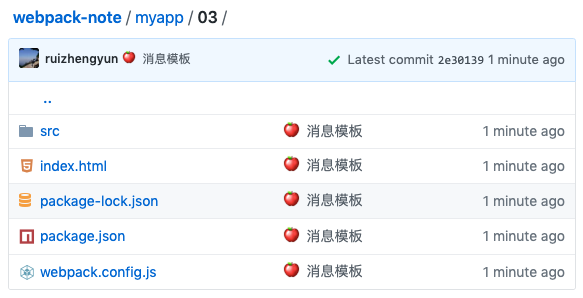 webpack-note / myapp / 03 /
ruizhengyun 🍎 消息模板 Latest commit 2e30139 1 minute ago
..
src 🍎 消息模板 1 minute ago
index.html 🍎 消息模板 1 minute ago
package-lock.json 🍎 消息模板 1 minute ago
package.json 🍎 消息模板 1 minute ago
webpack.config.js 🍎 消息模板 1 minute ago